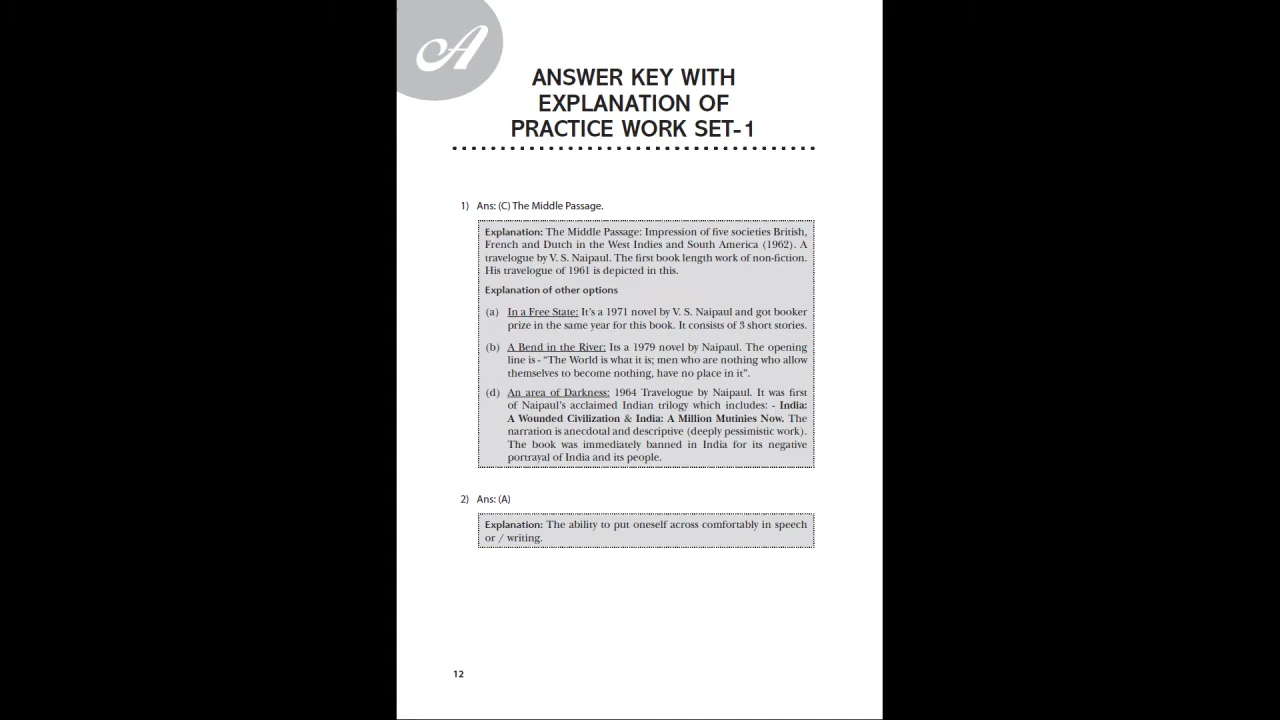 A
ANSWER KEY WITH
EXPLANATION OF
PRACTICE WORK SET-1
1) Ans: (C) The Middle Passage.
Explanation: The Middle Passage: Impression of five societies British,
French and Dutch in the West Indies and South America (1962). A
travelogue by V. S. Naipaul. The first book length work of non-fiction.
His travelogue of 1961 is depicted in this.
Explanation of other options
(a) In a Free State: It's a 1971 novel by V. S. Naipaul and got booker
prize in the same year for this book. It consists of 3 short stories.
(b) A Bend in the River: Its a 1979 novel by Naipaul. The opening
line is - “The World is what it is; men who are nothing who allow
themselves to become nothing, have no place in it”.
(d) An area of Darkness: 1964 Travelogue by Naipaul. It was first
of Naipaul's acclaimed Indian trilogy which includes: - India:
A Wounded Civilization & India: A Million Mutinies Now. The
narration is anecdotal and descriptive (deeply pessimistic work).
The book was immediately banned in India for its negative
portrayal of India and its people.
2) Ans: (A)
Explanation: The ability to put oneself across comfortably in speech
or / writing.
12